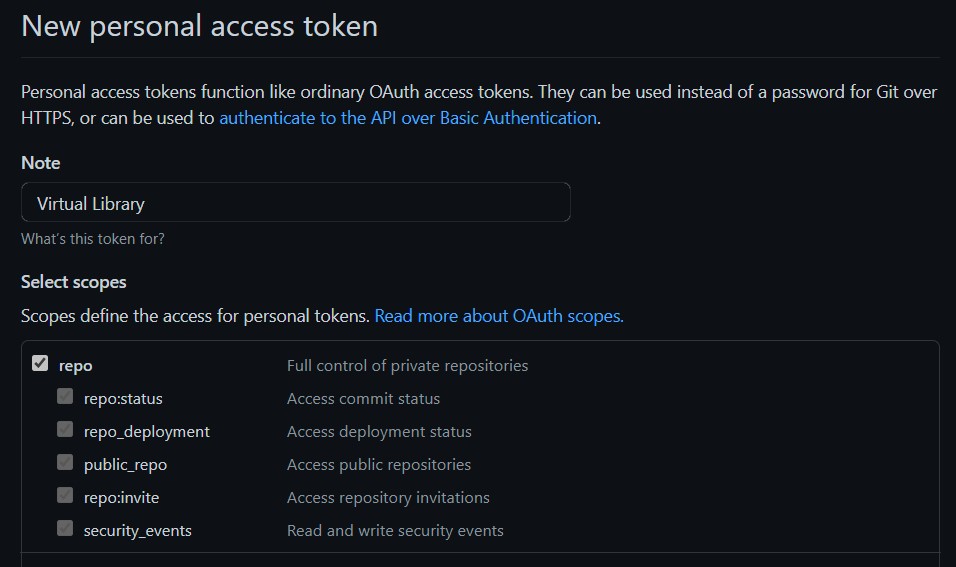 New personal access token
Personal access tokens function like ordinary OAuth access tokens. They can be used instead of a password for Git over
HTTPS, or can be used to authenticate to the API over Basic Authentication.
Note
Virtual Library
What's this token for?
Select scopes
Scopes define the access for personal tokens. Read more about OAuth scopes.
repo Full control of private repositories
repo:status Access commit status
repo_deployment Access deployment status
public_repo Access public repositories
repo:invite Access repository invitations
security_events Read and write security events